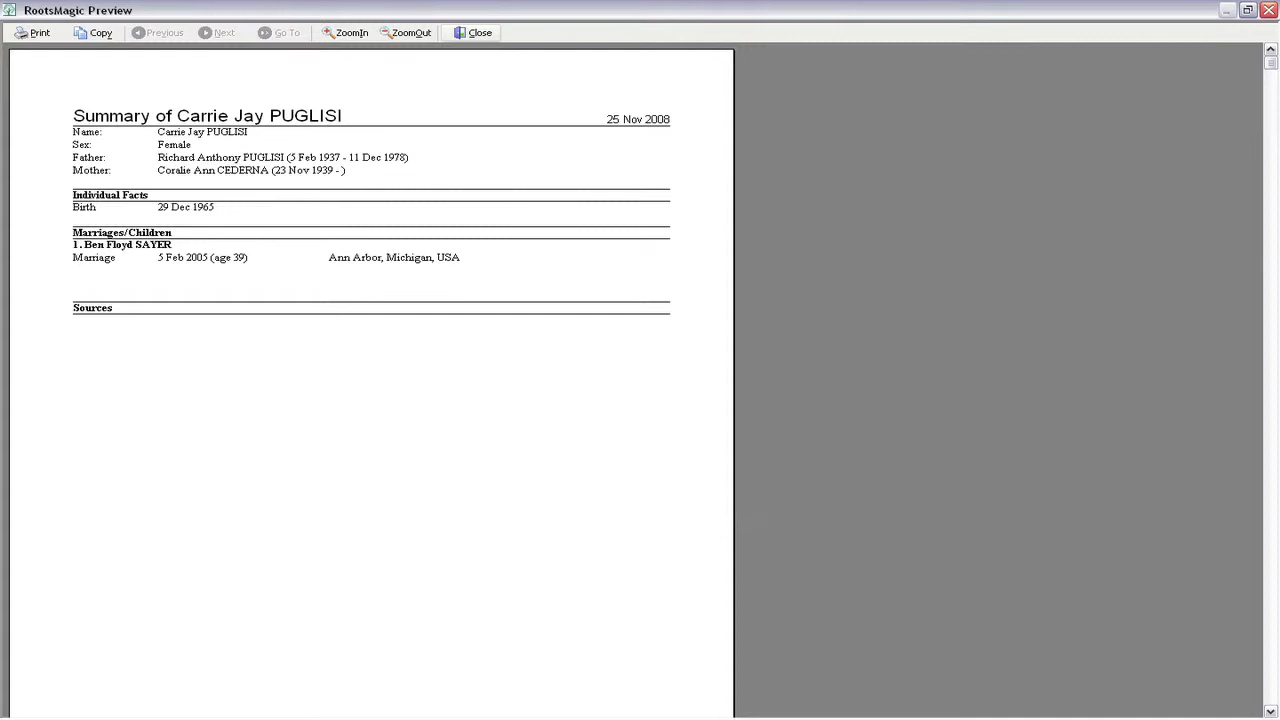 RootsMagic Preview
Print Copy Previous Next Go To ZoomIn ZoomOut Close
Summary of Carrie Jay PUGLISI 25 Nov 2008
Name: Carrie Jay PUGLISI
Sex: Female
Father: Richard Anthony PUGLISI (5 Feb 1937 - 11 Dec 1978)
Mother: Coralie Ann CEDERNA (23 Nov 1939 - )
Individual Facts
Birth 29 Dec 1965
Marriages/Children
1. Ben Floyd SAYER
Marriage 5 Feb 2005 (age 39) Ann Arbor, Michigan, USA
Sources